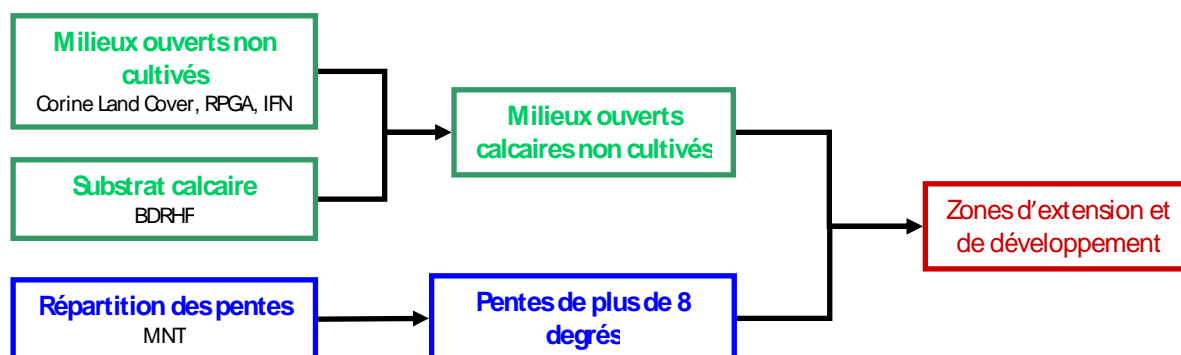 Milieux ouverts non
cultivés
Corine Land Cover, RPGA, IFN
Substrat calcaire
BDRHF
Répartition des pentes
MNT
Milieux ouverts
calcaires non cultivés
Pentes de plus de 8
degrés
Zones d'extension et
de développement